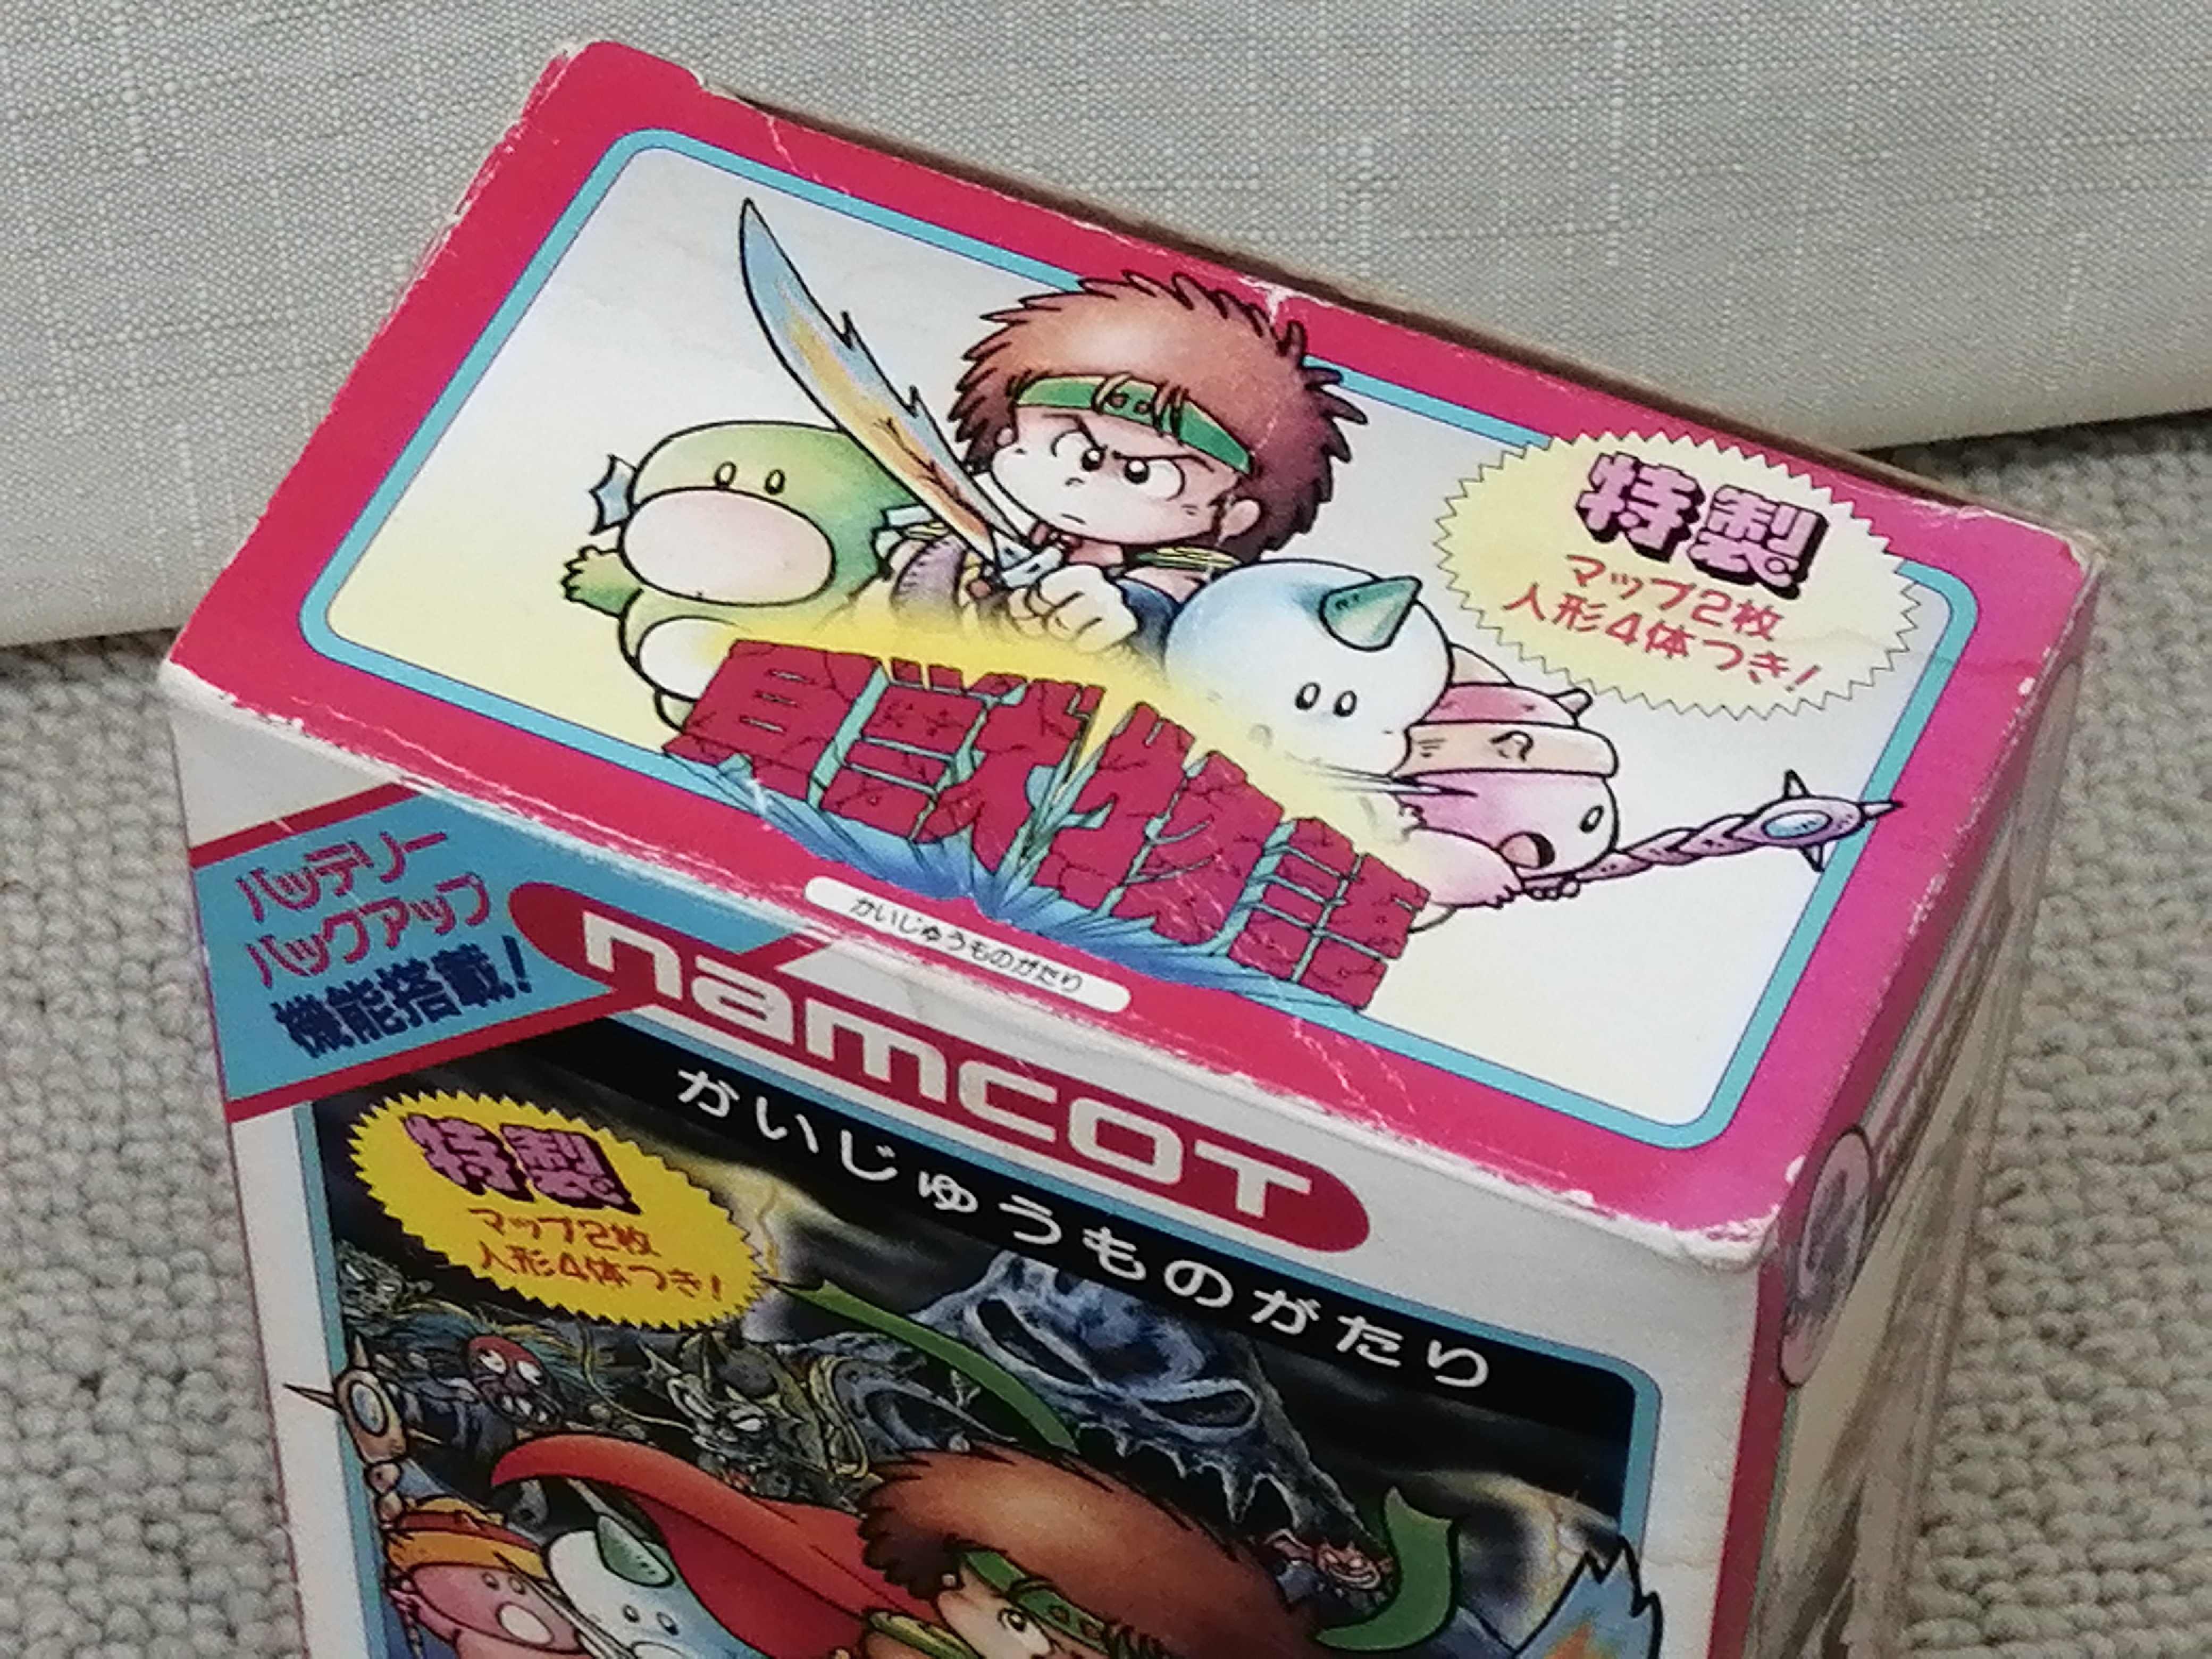 特製
マップ2枚
人形4体つき!
貝獣物語
かいじゅうものがたり
バッテリー
バックアップ
機能搭載!
namcot
かいじゅうものがたり
特製
マップ2枚
人形4体つき!